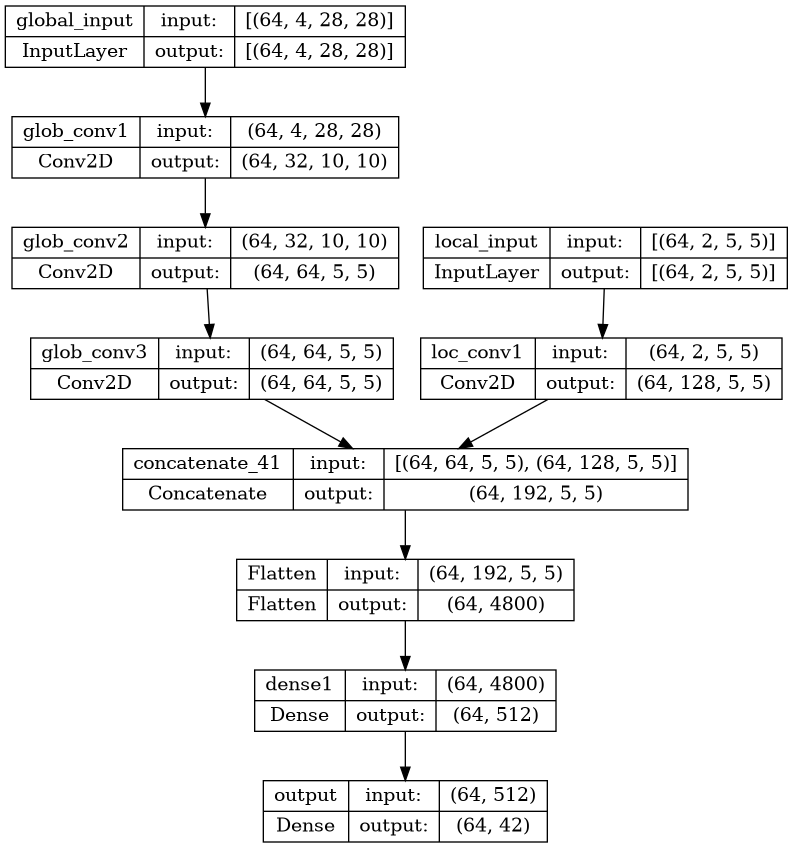 global_input input: [(64, 4, 28, 28)]
InputLayer output: [(64, 4, 28, 28)]
glob_conv1 input: (64, 4, 28, 28)
Conv2D output: (64, 32, 10, 10)
glob_conv2 input: (64, 32, 10, 10)
Conv2D output: (64, 64, 5, 5)
local_input input: [(64, 2, 5, 5)]
InputLayer output: [(64, 2, 5, 5)]
glob_conv3 input: (64, 64, 5, 5)
Conv2D output: (64, 64, 5, 5)
loc_conv1 input: (64, 2, 5, 5)
Conv2D output: (64, 128, 5, 5)
concatenate_41 input: [(64, 64, 5, 5), (64, 128, 5, 5)]
Concatenate output: (64, 192, 5, 5)
Flatten input: (64, 192, 5, 5)
Flatten output: (64, 4800)
dense1 input: (64, 4800)
Dense output: (64, 512)
output input: (64, 512)
Dense output: (64, 42)